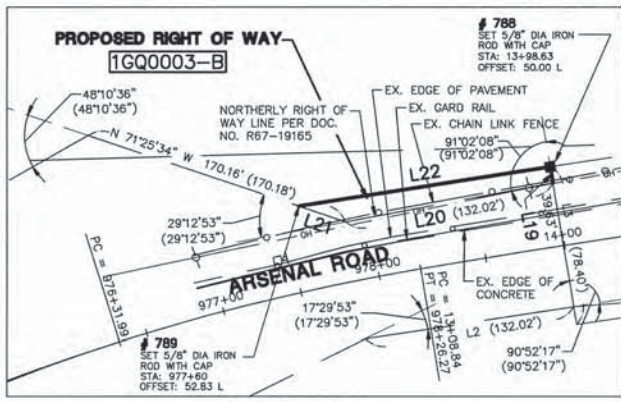 PROPOSED RIGHT OF WAY
1GQ0003-B
# 788
SET 5/8" DIA IRON
ROD WITH CAP
STA: 13+98.63
OFFSET: 50.00 L
48°10'36"
(48°10'36")
NORTHERLY RIGHT OF
WAY LINE PER DOC.
NO. R67-19165
EX. EDGE OF PAVEMENT
EX. GARD RAIL
EX. CHAIN LINK FENCE
91°02'08"
(91°02'08")
N 71°25'34" W 170.16' (170.18')
L22
29°12'53"
(29°12'53")
L21
L20
(132.02')
39.63'
L19
L3
14+00
(78.40')
ARSENAL ROAD
OH
977+00
978+00
PC = 976+31.99
17°29'53"
(17°29'53")
PC = 13+08.84
PT = 978+26.27
EX. EDGE OF
CONCRETE
L2 (132.02')
90°52'17"
(90°52'17")
# 789
SET 5/8" DIA IRON
ROD WITH CAP
STA: 977+60
OFFSET: 52.83 L